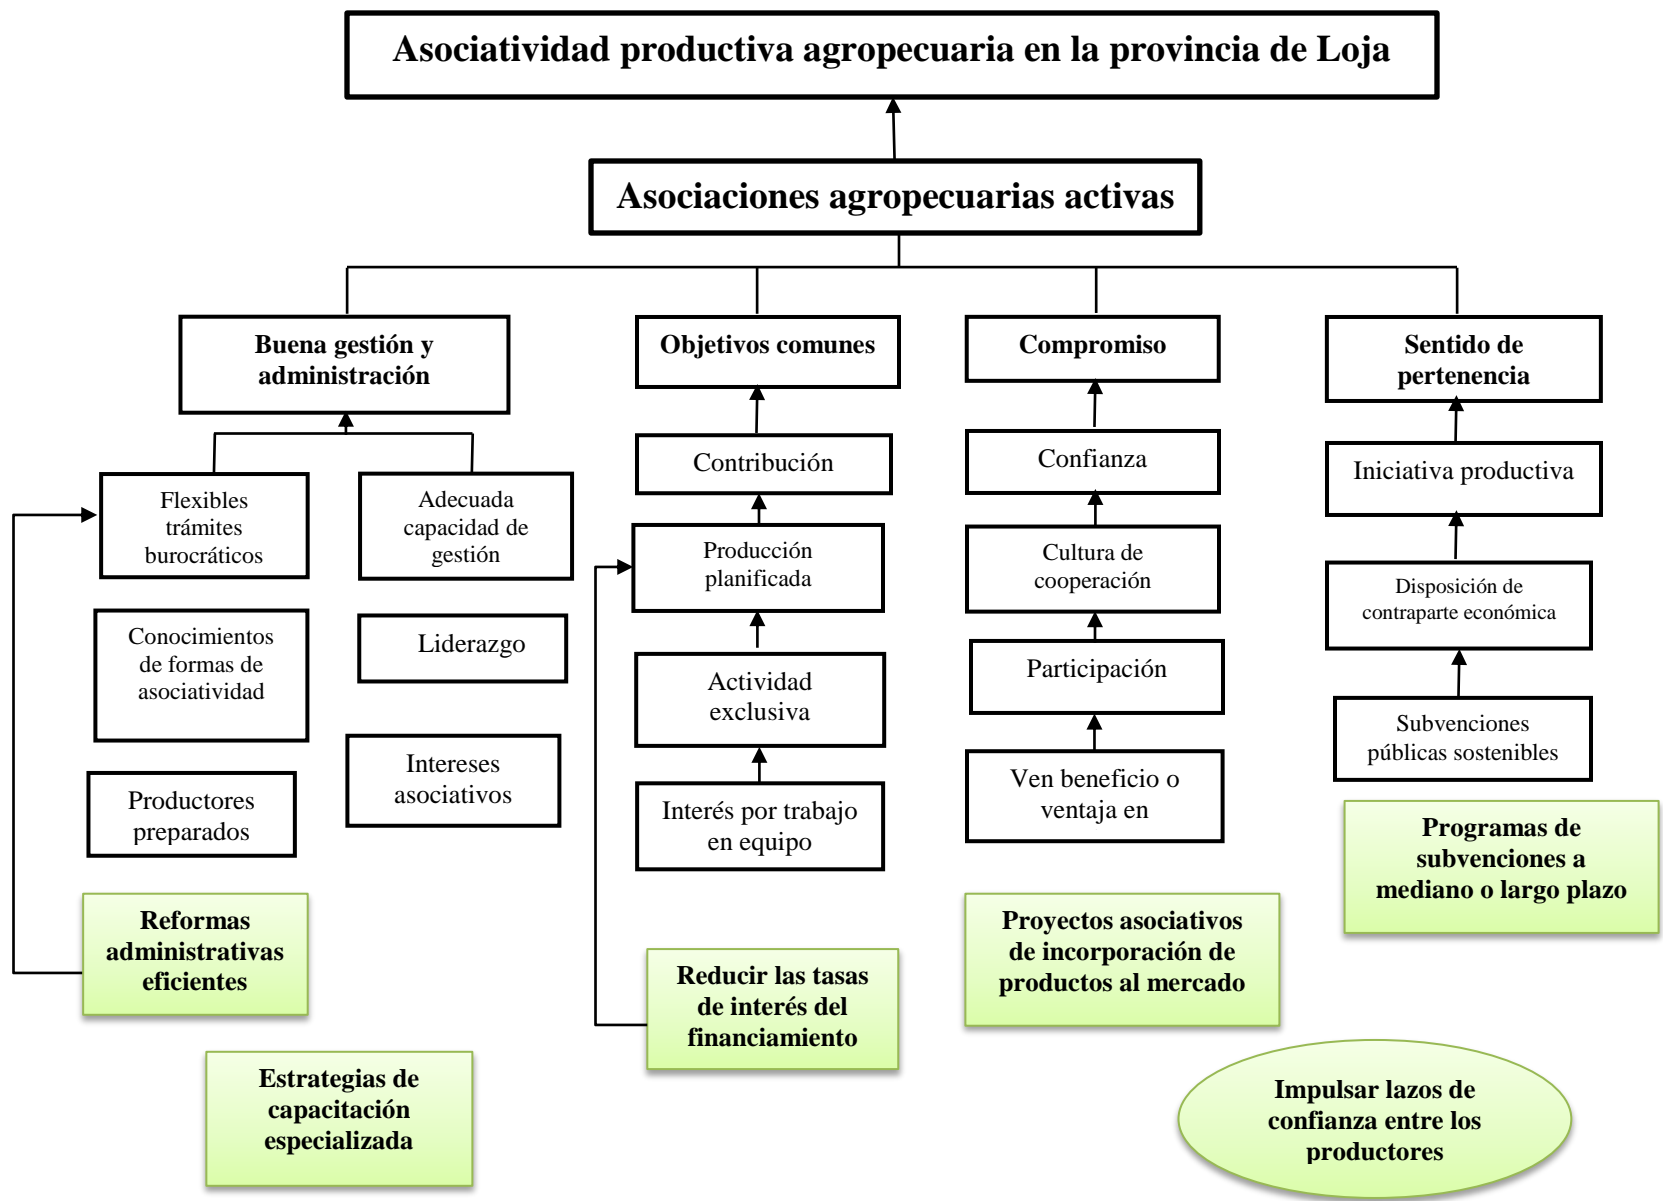 Asociatividad productiva agropecuaria en la provincia de Loja
Asociaciones agropecuarias activas
Buena gestión y
administración
Objetivos comunes
Compromiso
Sentido de
pertenencia
Flexibles
trámites
burocráticos
Adecuada
capacidad de
gestión
Contribución
Confianza
Iniciativa productiva
Producción
planificada
Cultura de
cooperación
Disposición de
contraparte económica
Conocimientos
de formas de
asociatividad
Liderazgo
Actividad
exclusiva
Participación
Subvenciones
públicas sostenibles
Productores
preparados
Intereses
asociativos
Interés por trabajo
en equipo
Ven beneficio o
ventaja en
Programas de
subvenciones a
mediano o largo plazo
Reformas
administrativas
eficientes
Reducir las tasas
de interés del
financiamiento
Proyectos asociativos
de incorporación de
productos al mercado
Estrategias de
capacitación
especializada
Impulsar lazos de
confianza entre los
productores